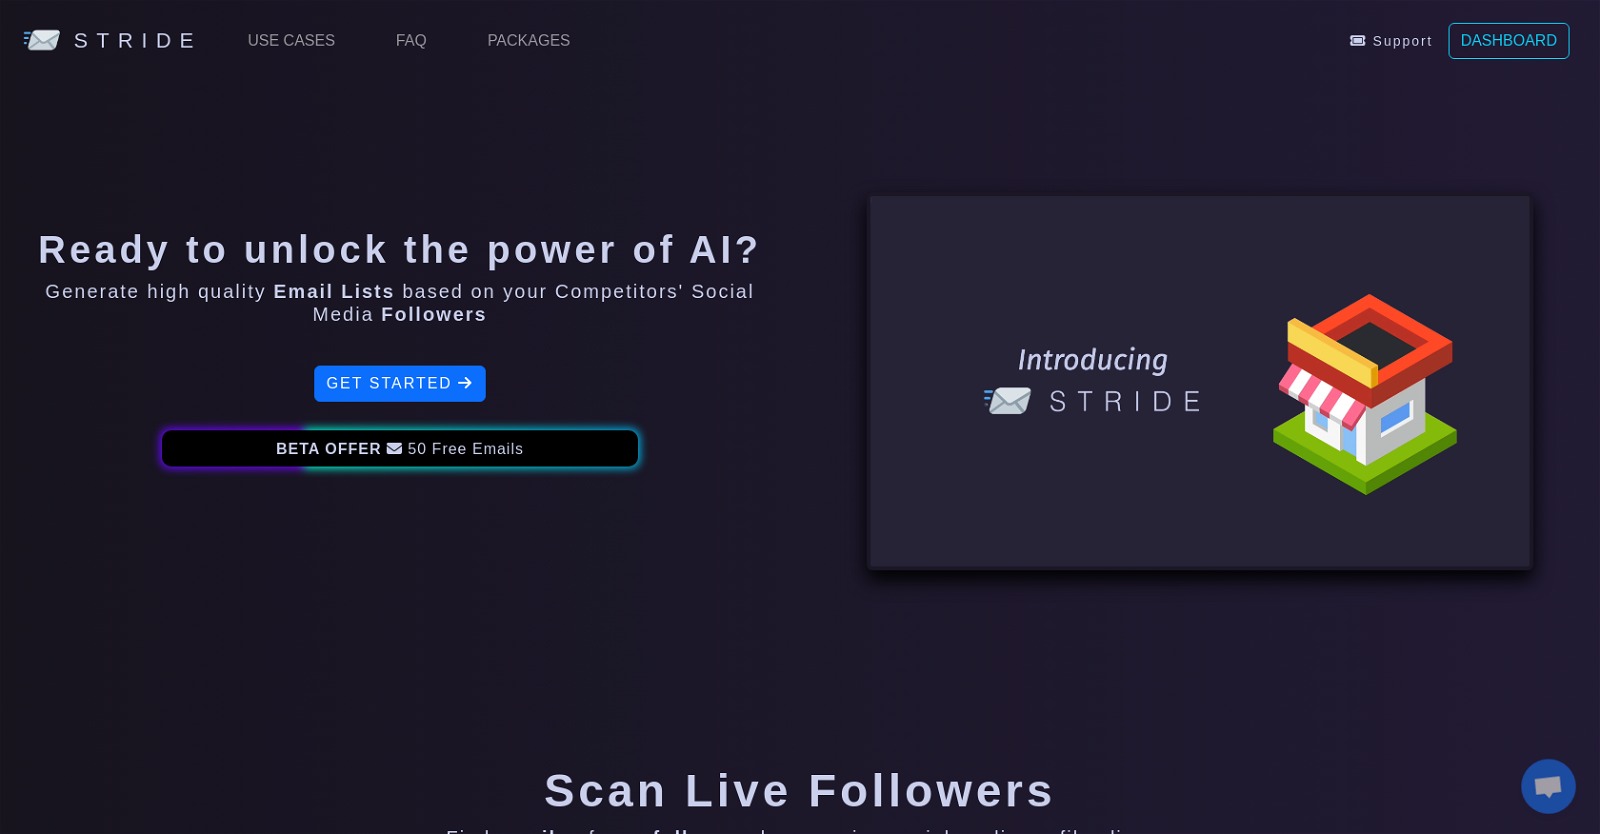 STRIDE USE CASES FAQ PACKAGES Support DASHBOARD
Ready to unlock the power of AI?
Generate high quality Email Lists based on your Competitors' Social
Media Followers
GET STARTED →
BETA OFFER 50 Free Emails
Introducing
STRIDE
Scan Live Followers